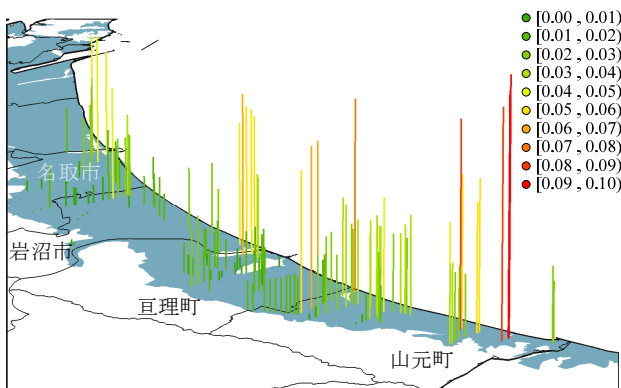 [0.00 , 0.01)
[0.01 , 0.02)
[0.02 , 0.03)
[0.03 , 0.04)
[0.04 , 0.05)
[0.05 , 0.06)
[0.06 , 0.07)
[0.07 , 0.08)
[0.08 , 0.09)
[0.09 , 0.10)
名取市
岩沼市
亘理町
山元町